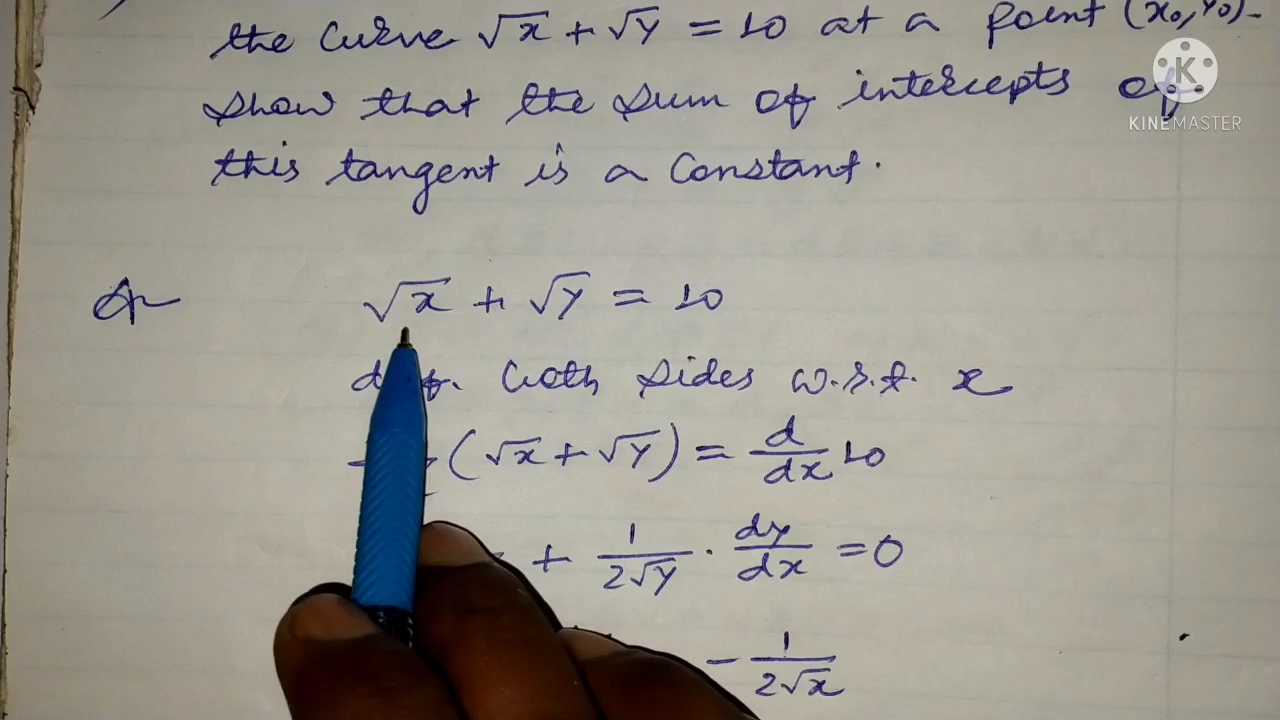 the curve √x + √y = 10 at a point (x₀, y₀) -
show that the sum of intercepts of
this tangent is a constant.
√x + √y = 10
both sides w.r.t. x
(√x + √y) = d/dx 10
+ 1/2√y · dy/dx = 0
- 1/2√x
K
KINEMASTER